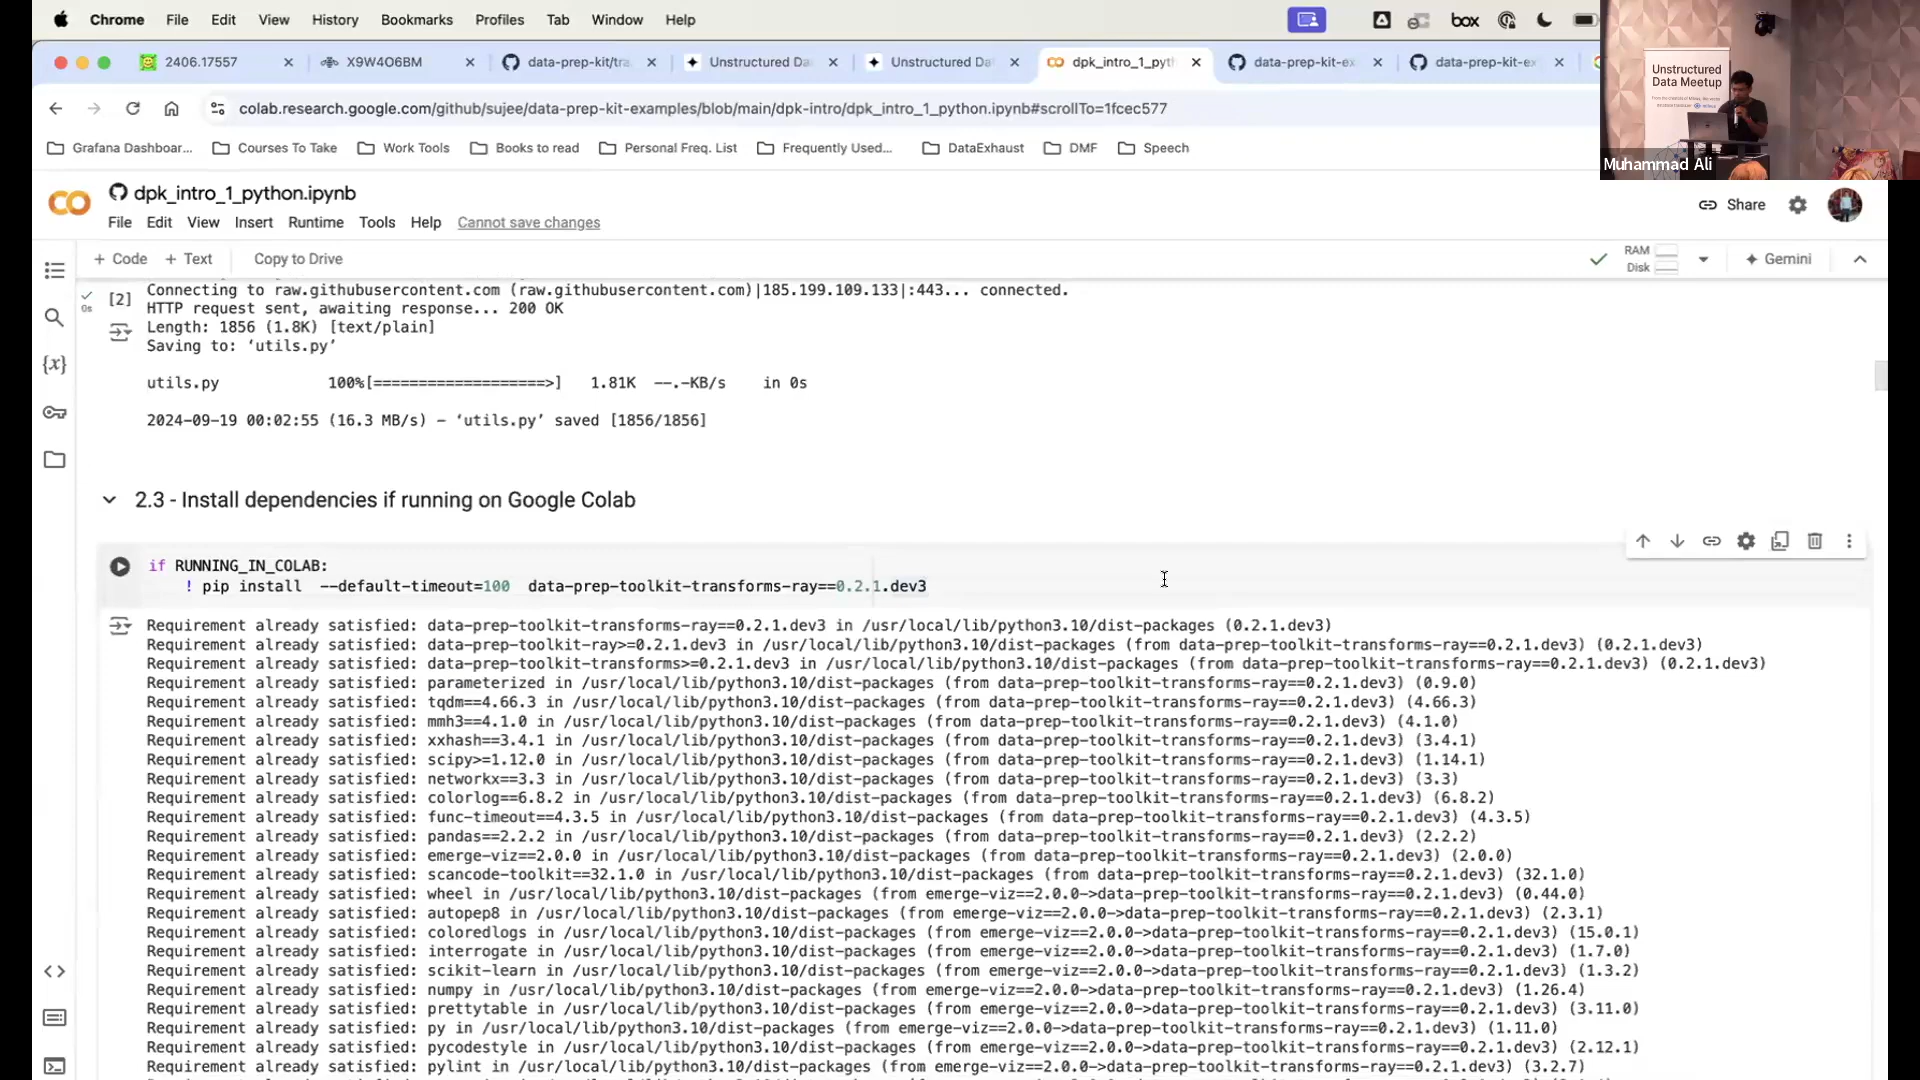 Chrome File Edit View History Bookmarks Profiles Tab Window Help box
2406.17557 X9W4O6BM data-prep-kit/tra Unstructured Da Unstructured Da dpk_intro_1_pyth data-prep-kit-ex data-prep-kit-ex
colab.research.google.com/github/sujee/data-prep-kit-examples/blob/main/dpk-intro/dpk_intro_1_python.ipynb#scrollTo=1fcec577
Grafana Dashboar... Courses To Take Work Tools Books to read Personal Freq. List Frequently Used... DataExhaust DMF Speech
Unstructured
Data Meetup
Muhammad Ali
dpk_intro_1_python.ipynb
File Edit View Insert Runtime Tools Help Cannot save changes
Share
+ Code + Text Copy to Drive
RAM
Disk
Gemini
[2]
0s
Connecting to raw.githubusercontent.com (raw.githubusercontent.com)|185.199.109.133|:443... connected.
HTTP request sent, awaiting response... 200 OK
Length: 1856 (1.8K) [text/plain]
Saving to: ‘utils.py’
utils.py 100%[===================>] 1.81K --.-KB/s in 0s
2024-09-19 00:02:55 (16.3 MB/s) - ‘utils.py’ saved [1856/1856]
2.3 - Install dependencies if running on Google Colab
if RUNNING_IN_COLAB:
! pip install --default-timeout=100 data-prep-toolkit-transforms-ray==0.2.1.dev3
Requirement already satisfied: data-prep-toolkit-transforms-ray==0.2.1.dev3 in /usr/local/lib/python3.10/dist-packages (0.2.1.dev3)
Requirement already satisfied: data-prep-toolkit-ray>=0.2.1.dev3 in /usr/local/lib/python3.10/dist-packages (from data-prep-toolkit-transforms-ray==0.2.1.dev3) (0.2.1.dev3)
Requirement already satisfied: data-prep-toolkit-transforms>=0.2.1.dev3 in /usr/local/lib/python3.10/dist-packages (from data-prep-toolkit-transforms-ray==0.2.1.dev3) (0.2.1.dev3)
Requirement already satisfied: parameterized in /usr/local/lib/python3.10/dist-packages (from data-prep-toolkit-transforms-ray==0.2.1.dev3) (0.9.0)
Requirement already satisfied: tqdm==4.66.3 in /usr/local/lib/python3.10/dist-packages (from data-prep-toolkit-transforms-ray==0.2.1.dev3) (4.66.3)
Requirement already satisfied: mmh3==4.1.0 in /usr/local/lib/python3.10/dist-packages (from data-prep-toolkit-transforms-ray==0.2.1.dev3) (4.1.0)
Requirement already satisfied: xxhash==3.4.1 in /usr/local/lib/python3.10/dist-packages (from data-prep-toolkit-transforms-ray==0.2.1.dev3) (3.4.1)
Requirement already satisfied: scipy>=1.12.0 in /usr/local/lib/python3.10/dist-packages (from data-prep-toolkit-transforms-ray==0.2.1.dev3) (1.14.1)
Requirement already satisfied: networkx==3.3 in /usr/local/lib/python3.10/dist-packages (from data-prep-toolkit-transforms-ray==0.2.1.dev3) (3.3)
Requirement already satisfied: colorlog==6.8.2 in /usr/local/lib/python3.10/dist-packages (from data-prep-toolkit-transforms-ray==0.2.1.dev3) (6.8.2)
Requirement already satisfied: func-timeout==4.3.5 in /usr/local/lib/python3.10/dist-packages (from data-prep-toolkit-transforms-ray==0.2.1.dev3) (4.3.5)
Requirement already satisfied: pandas==2.2.2 in /usr/local/lib/python3.10/dist-packages (from data-prep-toolkit-transforms-ray==0.2.1.dev3) (2.2.2)
Requirement already satisfied: emerge-viz==2.0.0 in /usr/local/lib/python3.10/dist-packages (from data-prep-toolkit-transforms-ray==0.2.1.dev3) (2.0.0)
Requirement already satisfied: scancode-toolkit==32.1.0 in /usr/local/lib/python3.10/dist-packages (from data-prep-toolkit-transforms-ray==0.2.1.dev3) (32.1.0)
Requirement already satisfied: wheel in /usr/local/lib/python3.10/dist-packages (from emerge-viz==2.0.0->data-prep-toolkit-transforms-ray==0.2.1.dev3) (0.44.0)
Requirement already satisfied: autopep8 in /usr/local/lib/python3.10/dist-packages (from emerge-viz==2.0.0->data-prep-toolkit-transforms-ray==0.2.1.dev3) (2.3.1)
Requirement already satisfied: coloredlogs in /usr/local/lib/python3.10/dist-packages (from emerge-viz==2.0.0->data-prep-toolkit-transforms-ray==0.2.1.dev3) (15.0.1)
Requirement already satisfied: interrogate in /usr/local/lib/python3.10/dist-packages (from emerge-viz==2.0.0->data-prep-toolkit-transforms-ray==0.2.1.dev3) (1.7.0)
Requirement already satisfied: scikit-learn in /usr/local/lib/python3.10/dist-packages (from emerge-viz==2.0.0->data-prep-toolkit-transforms-ray==0.2.1.dev3) (1.3.2)
Requirement already satisfied: numpy in /usr/local/lib/python3.10/dist-packages (from emerge-viz==2.0.0->data-prep-toolkit-transforms-ray==0.2.1.dev3) (1.26.4)
Requirement already satisfied: prettytable in /usr/local/lib/python3.10/dist-packages (from emerge-viz==2.0.0->data-prep-toolkit-transforms-ray==0.2.1.dev3) (3.11.0)
Requirement already satisfied: py in /usr/local/lib/python3.10/dist-packages (from emerge-viz==2.0.0->data-prep-toolkit-transforms-ray==0.2.1.dev3) (1.11.0)
Requirement already satisfied: pycodestyle in /usr/local/lib/python3.10/dist-packages (from emerge-viz==2.0.0->data-prep-toolkit-transforms-ray==0.2.1.dev3) (2.12.1)
Requirement already satisfied: pylint in /usr/local/lib/python3.10/dist-packages (from emerge-viz==2.0.0->data-prep-toolkit-transforms-ray==0.2.1.dev3) (3.2.7)